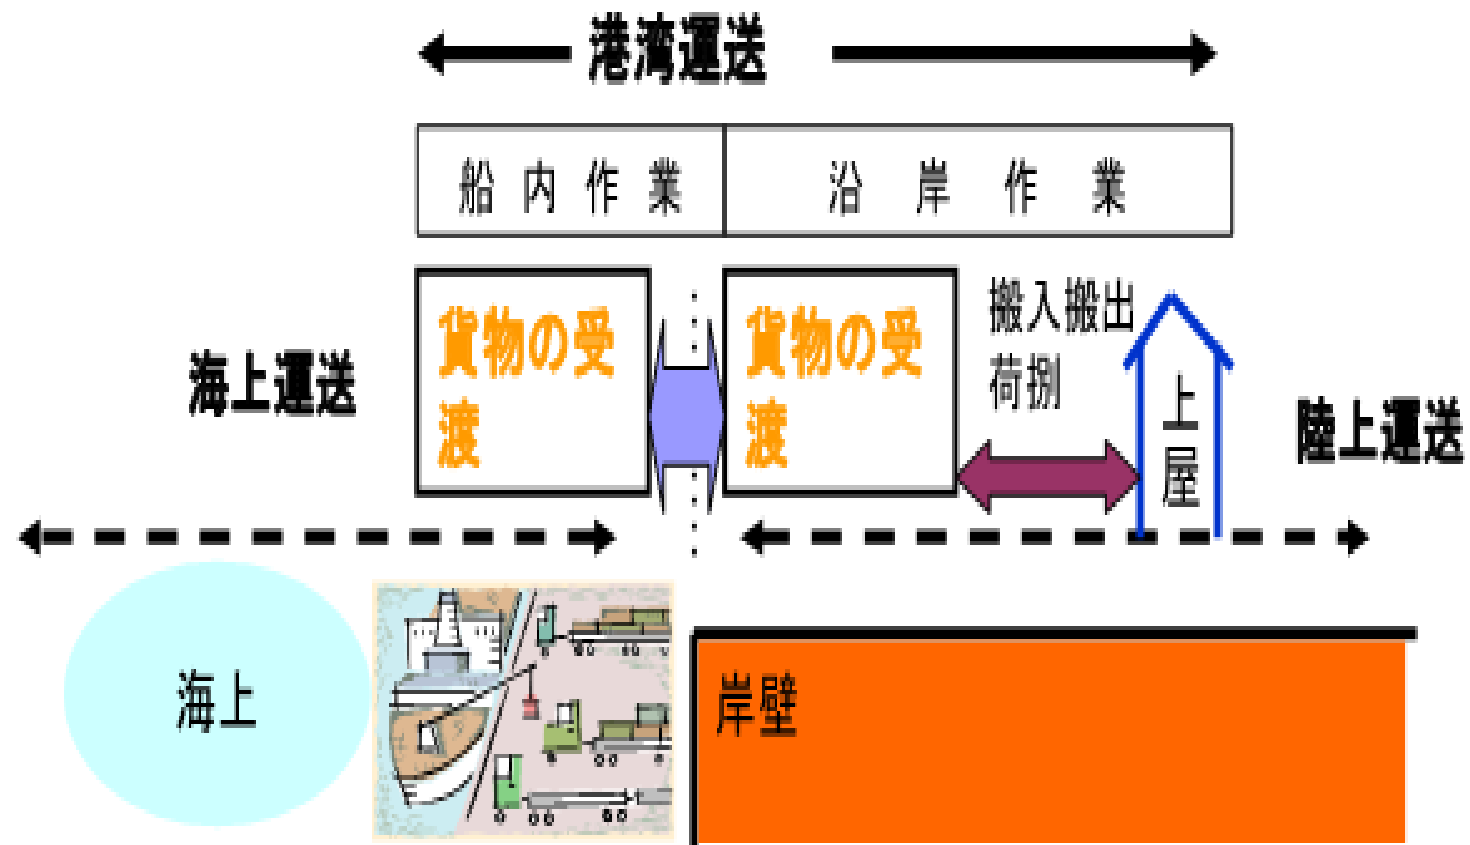 港湾運送
船内作業
沿岸作業
海上運送
貨物の受
渡
貨物の受
渡
搬入搬出
荷捌
上屋
陸上運送
海上
岸壁